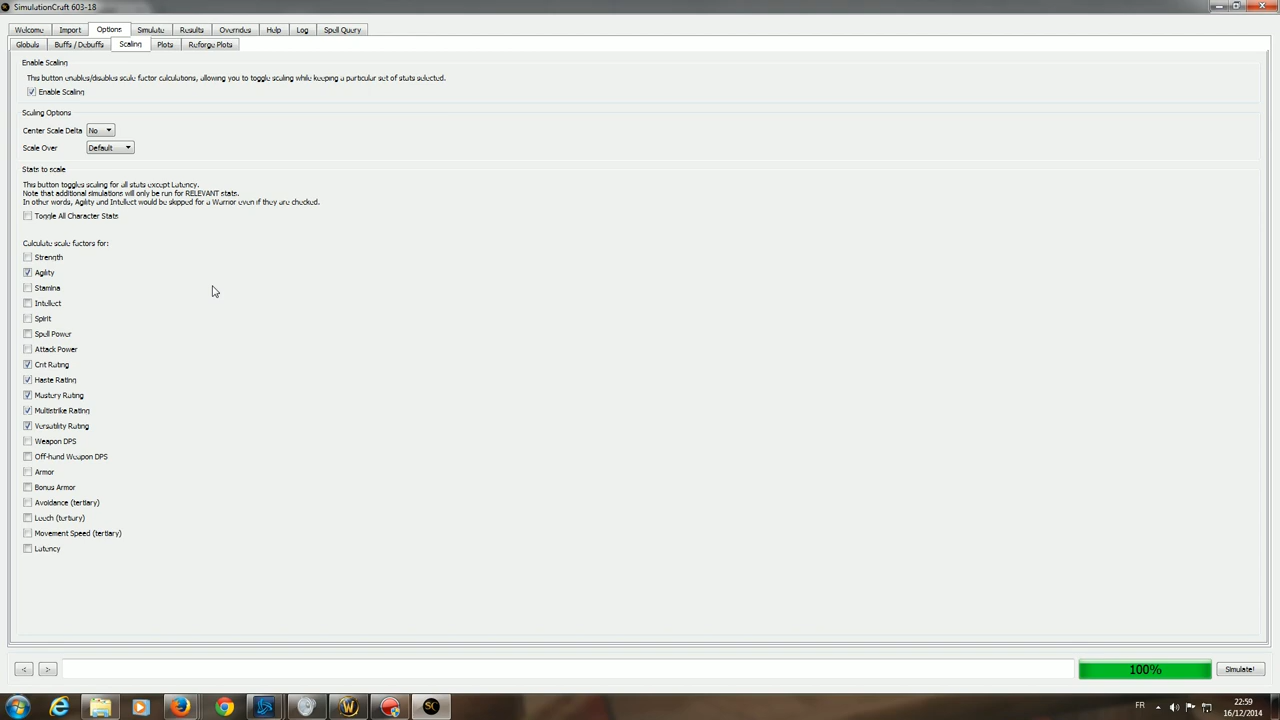 SimulationCraft 603-18
Welcome Import Options Simulate Results Overrides Help Log Spell Query
Globals Buffs / Debuffs Scaling Plots Reforge Plots
Enable Scaling
This button enables/disables scale factor calculations, allowing you to toggle scaling while keeping a particular set of stats selected.
Enable Scaling
Scaling Options
Center Scale Delta No
Scale Over Default
Stats to scale
This button toggles scaling for all stats except Latency.
Note that additional simulations will only be run for RELEVANT stats.
In other words, Agility and Intellect would be skipped for a Warrior even if they are checked.
Toggle All Character Stats
Calculate scale factors for:
Strength
Agility
Stamina
Intellect
Spirit
Spell Power
Attack Power
Crit Rating
Haste Rating
Mastery Rating
Multistrike Rating
Versatility Rating
Weapon DPS
Off-hand Weapon DPS
Armor
Bonus Armor
Avoidance (tertiary)
Leech (tertiary)
Movement Speed (tertiary)
Latency
< > 100% Simulate!
W SC FR 22:59
16/12/2014